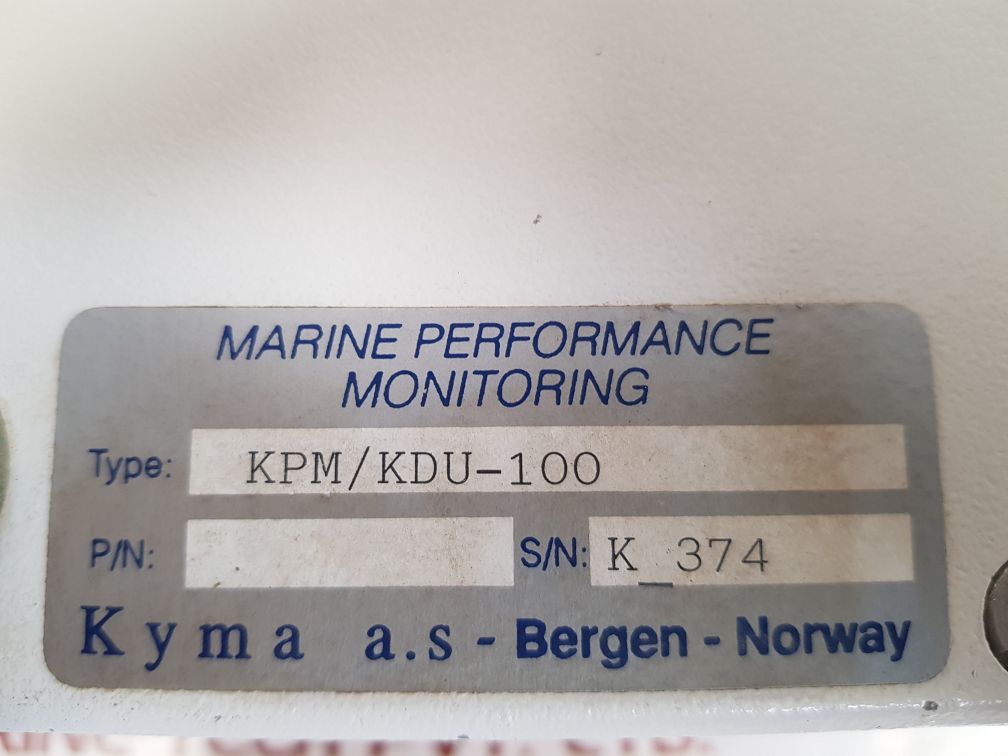 MARINE PERFORMANCE
MONITORING
Type: KPM/KDU-100
P/N: S/N: K_374
Kyma a.s - Bergen - Norway